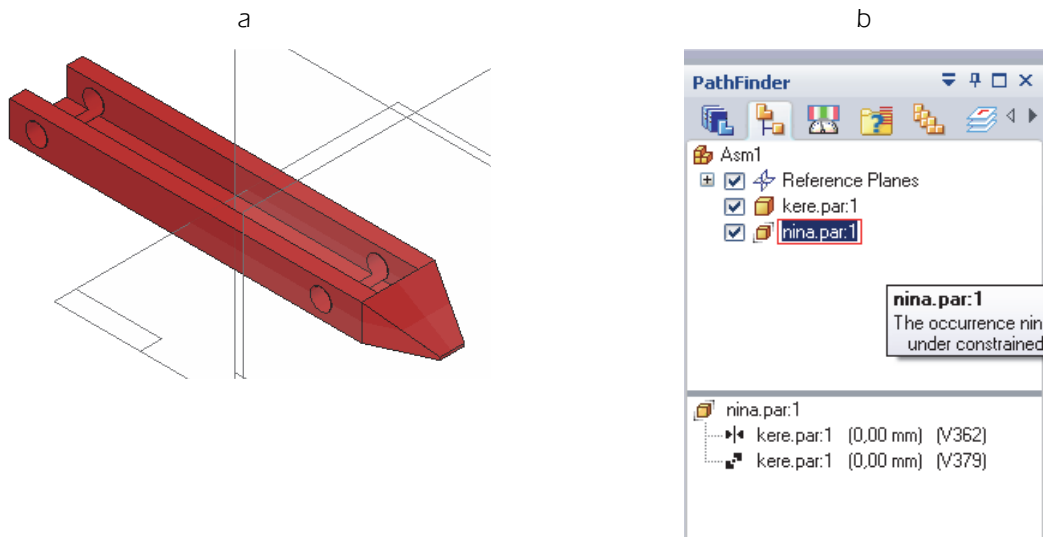 a
b
PathFinder
Asm1
Reference Planes
kere.par:1
nina.par:1
nina.par:1
The occurrence nin
under constrained
nina.par:1
kere.par:1 (0,00 mm) (V362)
kere.par:1 (0,00 mm) (V379)